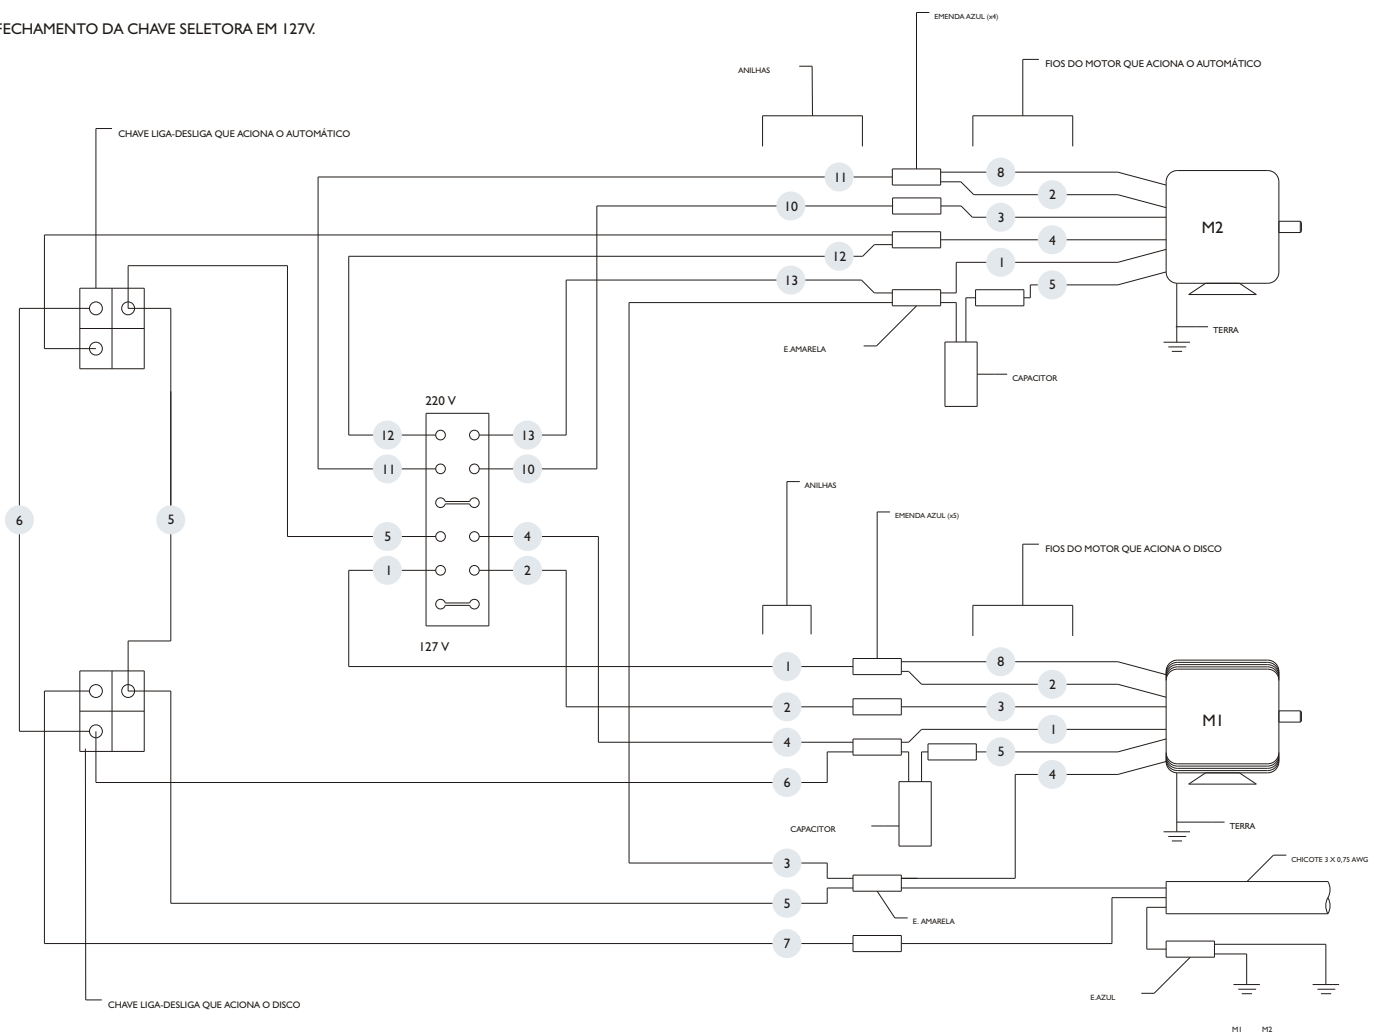 FECHAMENTO DA CHAVE SELETORA EM 127V.
EMENDA AZUL (x4)
ANILHAS
FIOS DO MOTOR QUE ACIONA O AUTOMÁTICO
CHAVE LIGA-DESLIGA QUE ACIONA O AUTOMÁTICO
11
8
2
10
3
M2
4
12
1
13
5
TERRA
E.AMARELA
CAPACITOR
220 V
12
13
11
10
6
5
5
4
1
2
127 V
ANILHAS
EMENDA AZUL (x5)
FIOS DO MOTOR QUE ACIONA O DISCO
1
8
2
2
3
M1
4
1
5
6
4
CAPACITOR
TERRA
3
CHICOTE 3 X 0,75 AWG
5
E. AMARELA
7
E.AZUL
CHAVE LIGA-DESLIGA QUE ACIONA O DISCO
M1 M2